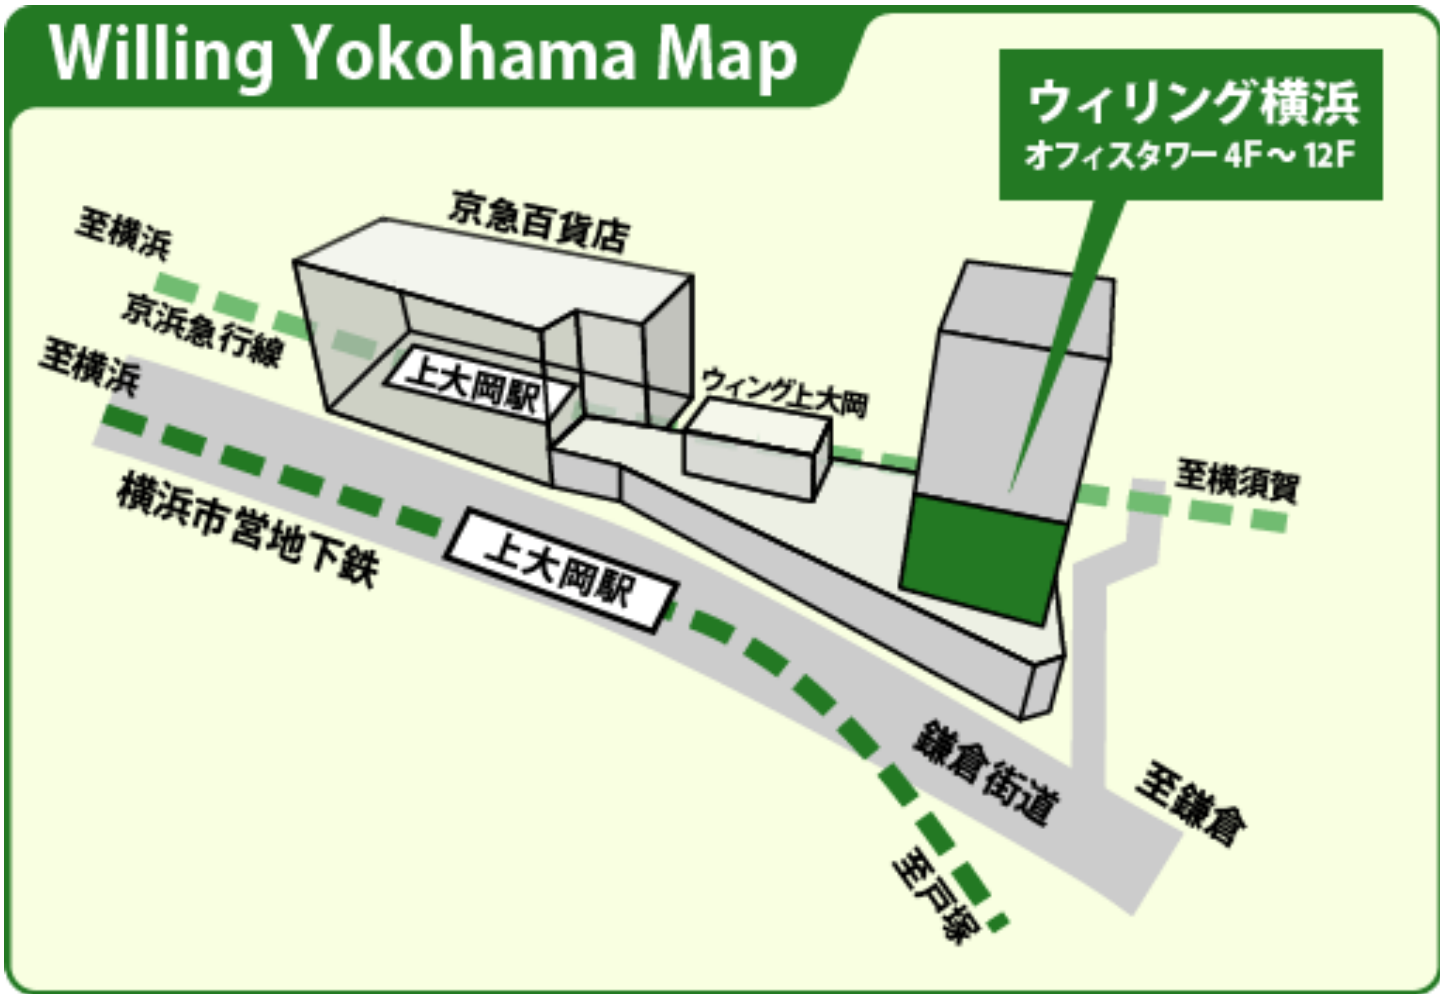 Willing Yokohama Map
ウィリング横浜
オフィスタワー 4F～12F
京急百貨店
至横浜
京浜急行線
至横浜
上大岡駅
ウィング上大岡
至横須賀
横浜市営地下鉄
上大岡駅
鎌倉街道
至鎌倉
至戸塚